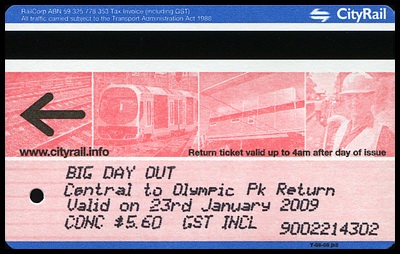 RailCorp ABN 59 325 778 353 Tax Invoice (including GST)
All traffic carried subject to the Transport Administration Act 1988
CityRail
www.cityrail.info
Return ticket valid up to 4am after day of issue
BIG DAY OUT
Central to Olympic Pk Return
Valid on 23rd January 2009
CONC $5.60 GST INCL
9002214302